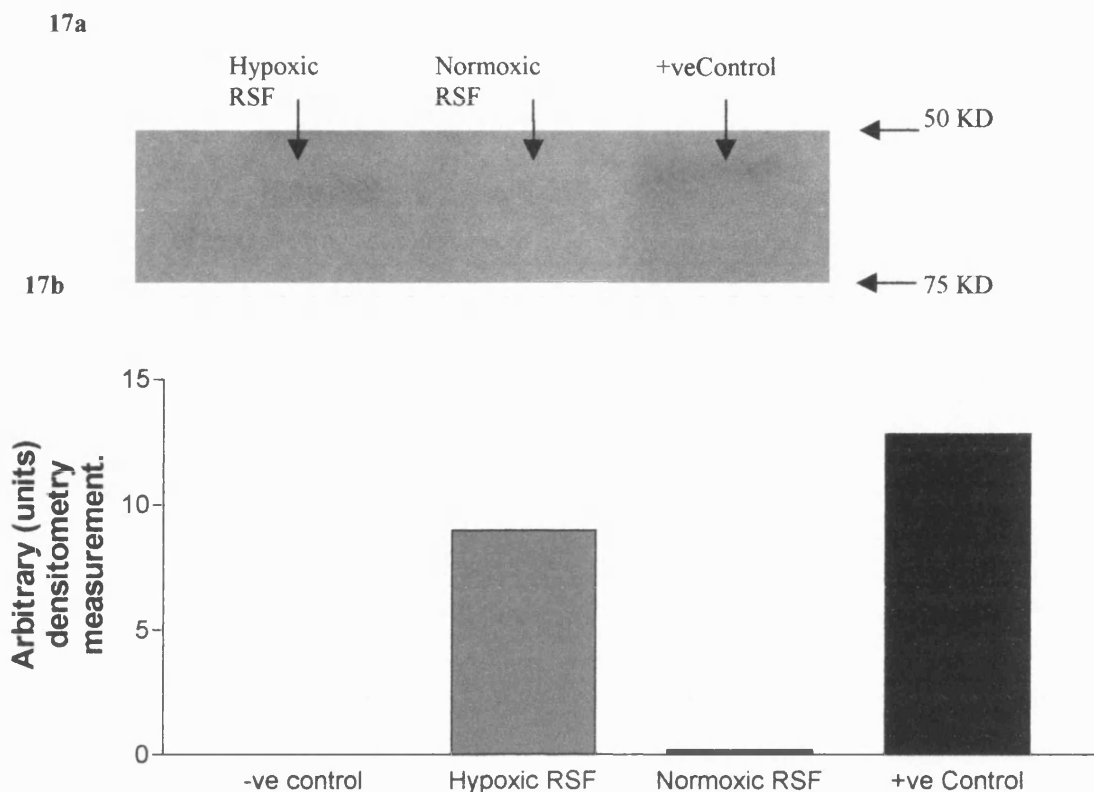 17a
Hypoxic
RSF
Normoxic
RSF
+veControl
50 KD
17b
75 KD
Arbitrary (units)
densitometry
measurement.
15
10
5
0
-ve control
Hypoxic RSF
Normoxic RSF
+ve Control